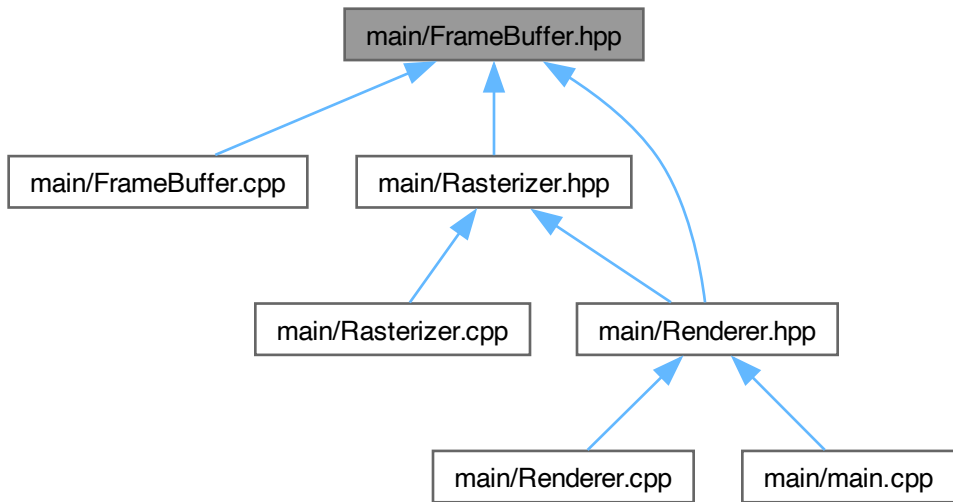 main/FrameBuffer.hpp
main/FrameBuffer.cpp
main/Rasterizer.hpp
main/Rasterizer.cpp
main/Renderer.hpp
main/Renderer.cpp
main/main.cpp